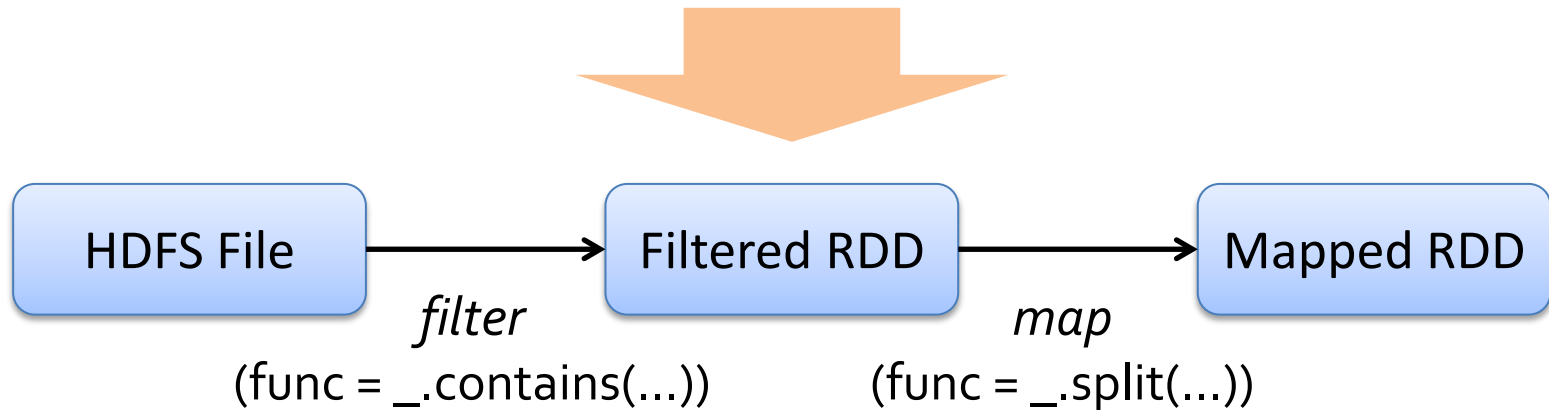 HDFS File
Filtered RDD
Mapped RDD
filter
(func = _.contains(...))
map
(func = _.split(...))